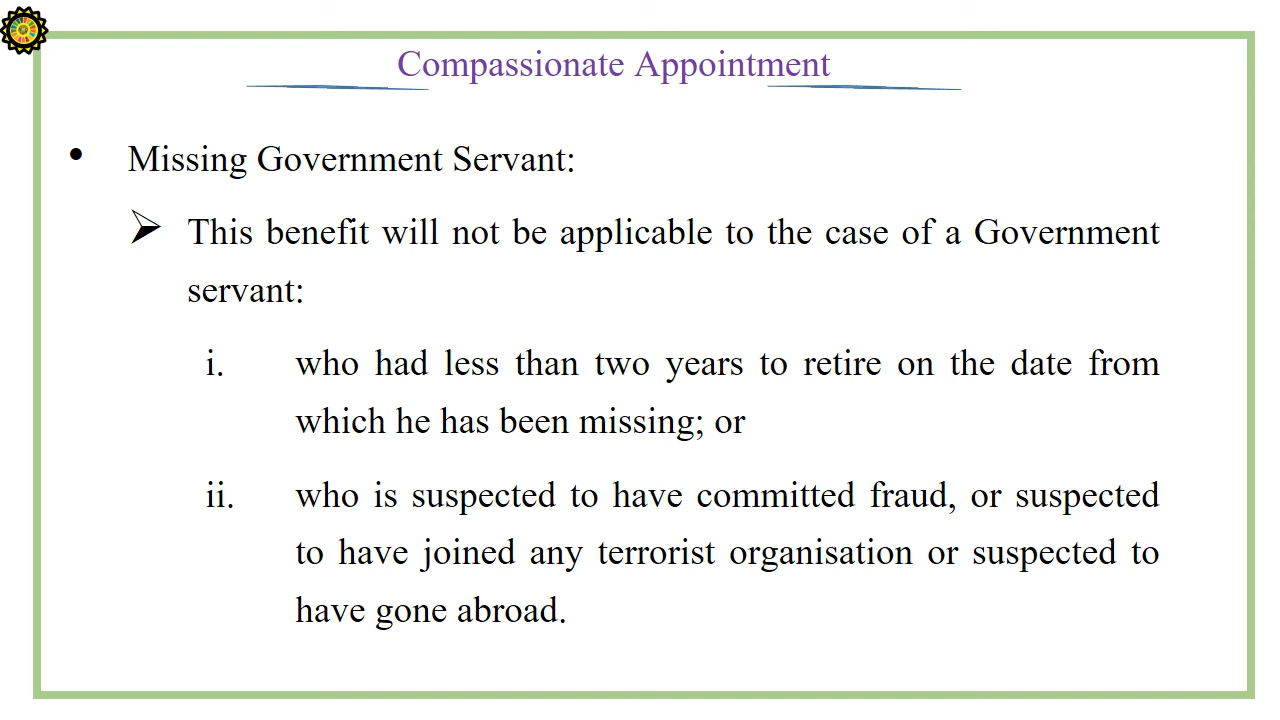 Compassionate Appointment
• Missing Government Servant:
➢ This benefit will not be applicable to the case of a Government
servant:
i. who had less than two years to retire on the date from
which he has been missing; or
ii. who is suspected to have committed fraud, or suspected
to have joined any terrorist organisation or suspected to
have gone abroad.